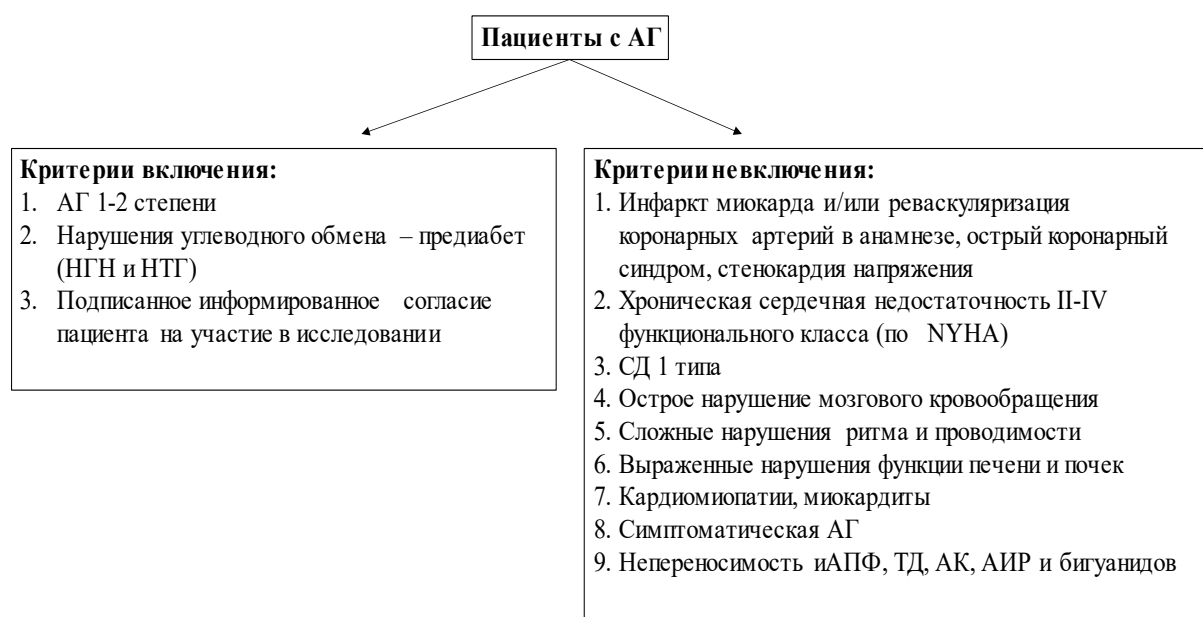 Пациенты с АГ
Критерии включения:
1. АГ 1-2 степени
2. Нарушения углеводного обмена – предиабет
(НГН и НТГ)
3. Подписанное информированное согласие
пациента на участие в исследовании
Критерии невключения:
1. Инфаркт миокарда и/или реваскуляризация
коронарных артерий в анамнезе, острый коронарный
синдром, стенокардия напряжения
2. Хроническая сердечная недостаточность II-IV
функционального класса (по NYHA)
3. СД 1 типа
4. Острое нарушение мозгового кровообращения
5. Сложные нарушения ритма и проводимости
6. Выраженные нарушения функции печени и почек
7. Кардиомиопатии, миокардиты
8. Симптоматическая АГ
9. Непереносимость иАПФ, ТД, АК, АИР и бигуанидов